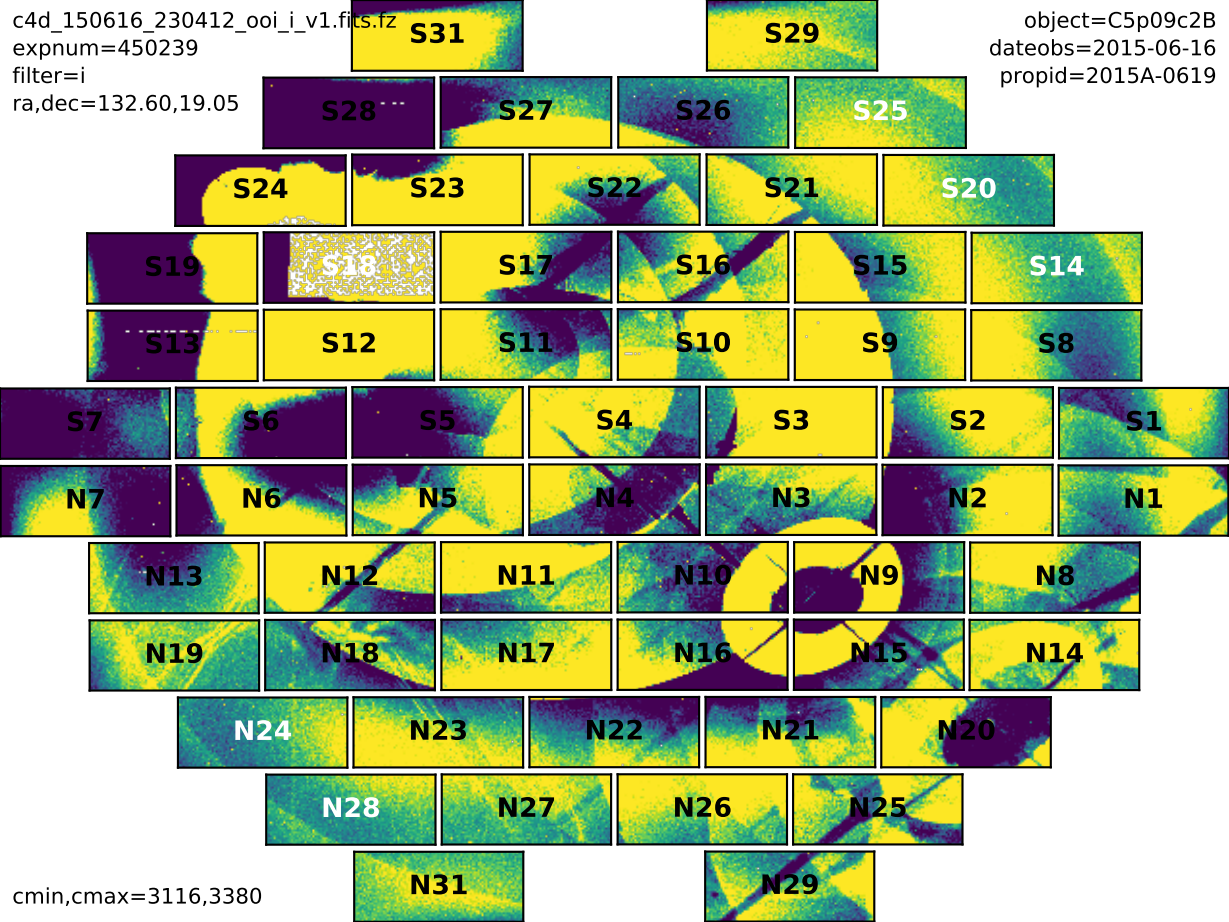 c4d_150616_230412_ooi_i_v1.fits.fz
expnum=450239
filter=i
ra,dec=132.60,19.05
object=C5p09c2B
dateobs=2015-06-16
propid=2015A-0619
S31 S29
S28 S27 S26 S25
S24 S23 S22 S21 S20
S19 S18 S17 S16 S15 S14
S13 S12 S11 S10 S9 S8
S7 S6 S5 S4 S3 S2 S1
N7 N6 N5 N4 N3 N2 N1
N13 N12 N11 N10 N9 N8
N19 N18 N17 N16 N15 N14
N24 N23 N22 N21 N20
N28 N27 N26 N25
N31 N29
cmin,cmax=3116,3380